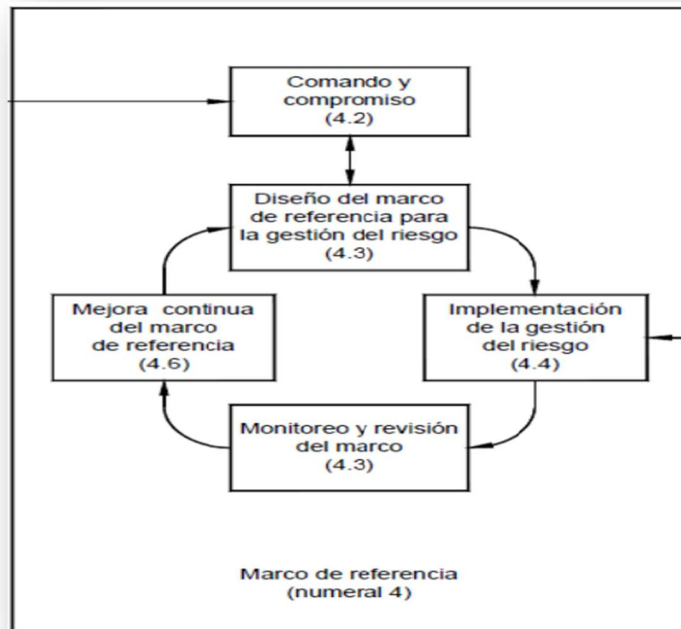 Comando y
compromiso
(4.2)
Diseño del marco
de referencia para
la gestión del riesgo
(4.3)
Mejora continua
del marco
de referencia
(4.6)
Implementación
de la gestión
del riesgo
(4.4)
Monitoreo y revisión
del marco
(4.3)
Marco de referencia
(numeral 4)